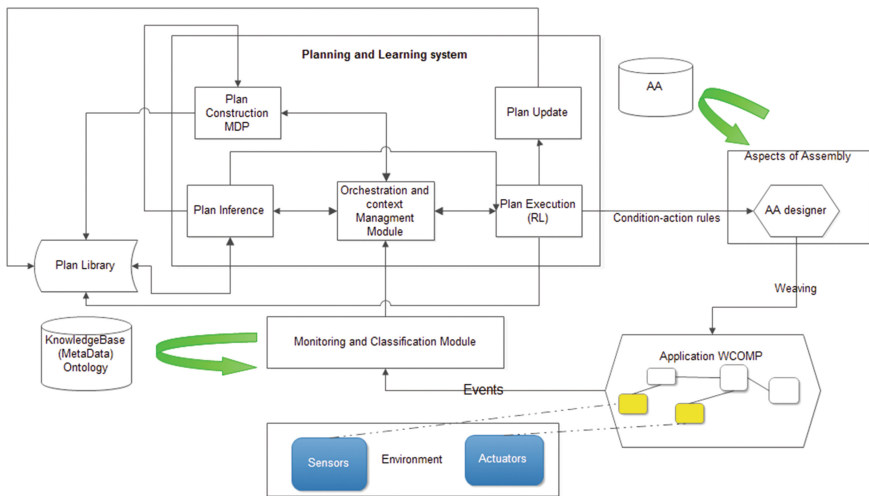 Planning and Learning system
Plan
Construction
MDP
Plan Update
AA
Aspects of Assembly
Plan Inference
Orchestration and
context
Managment
Module
Plan Execution
(RL)
Condition-action rules
AA designer
Plan Library
Weaving
KnowledgeBase
(MetaData)
Ontology
Monitoring and Classification Module
Application WCOMP
Events
Sensors
Environment
Actuators